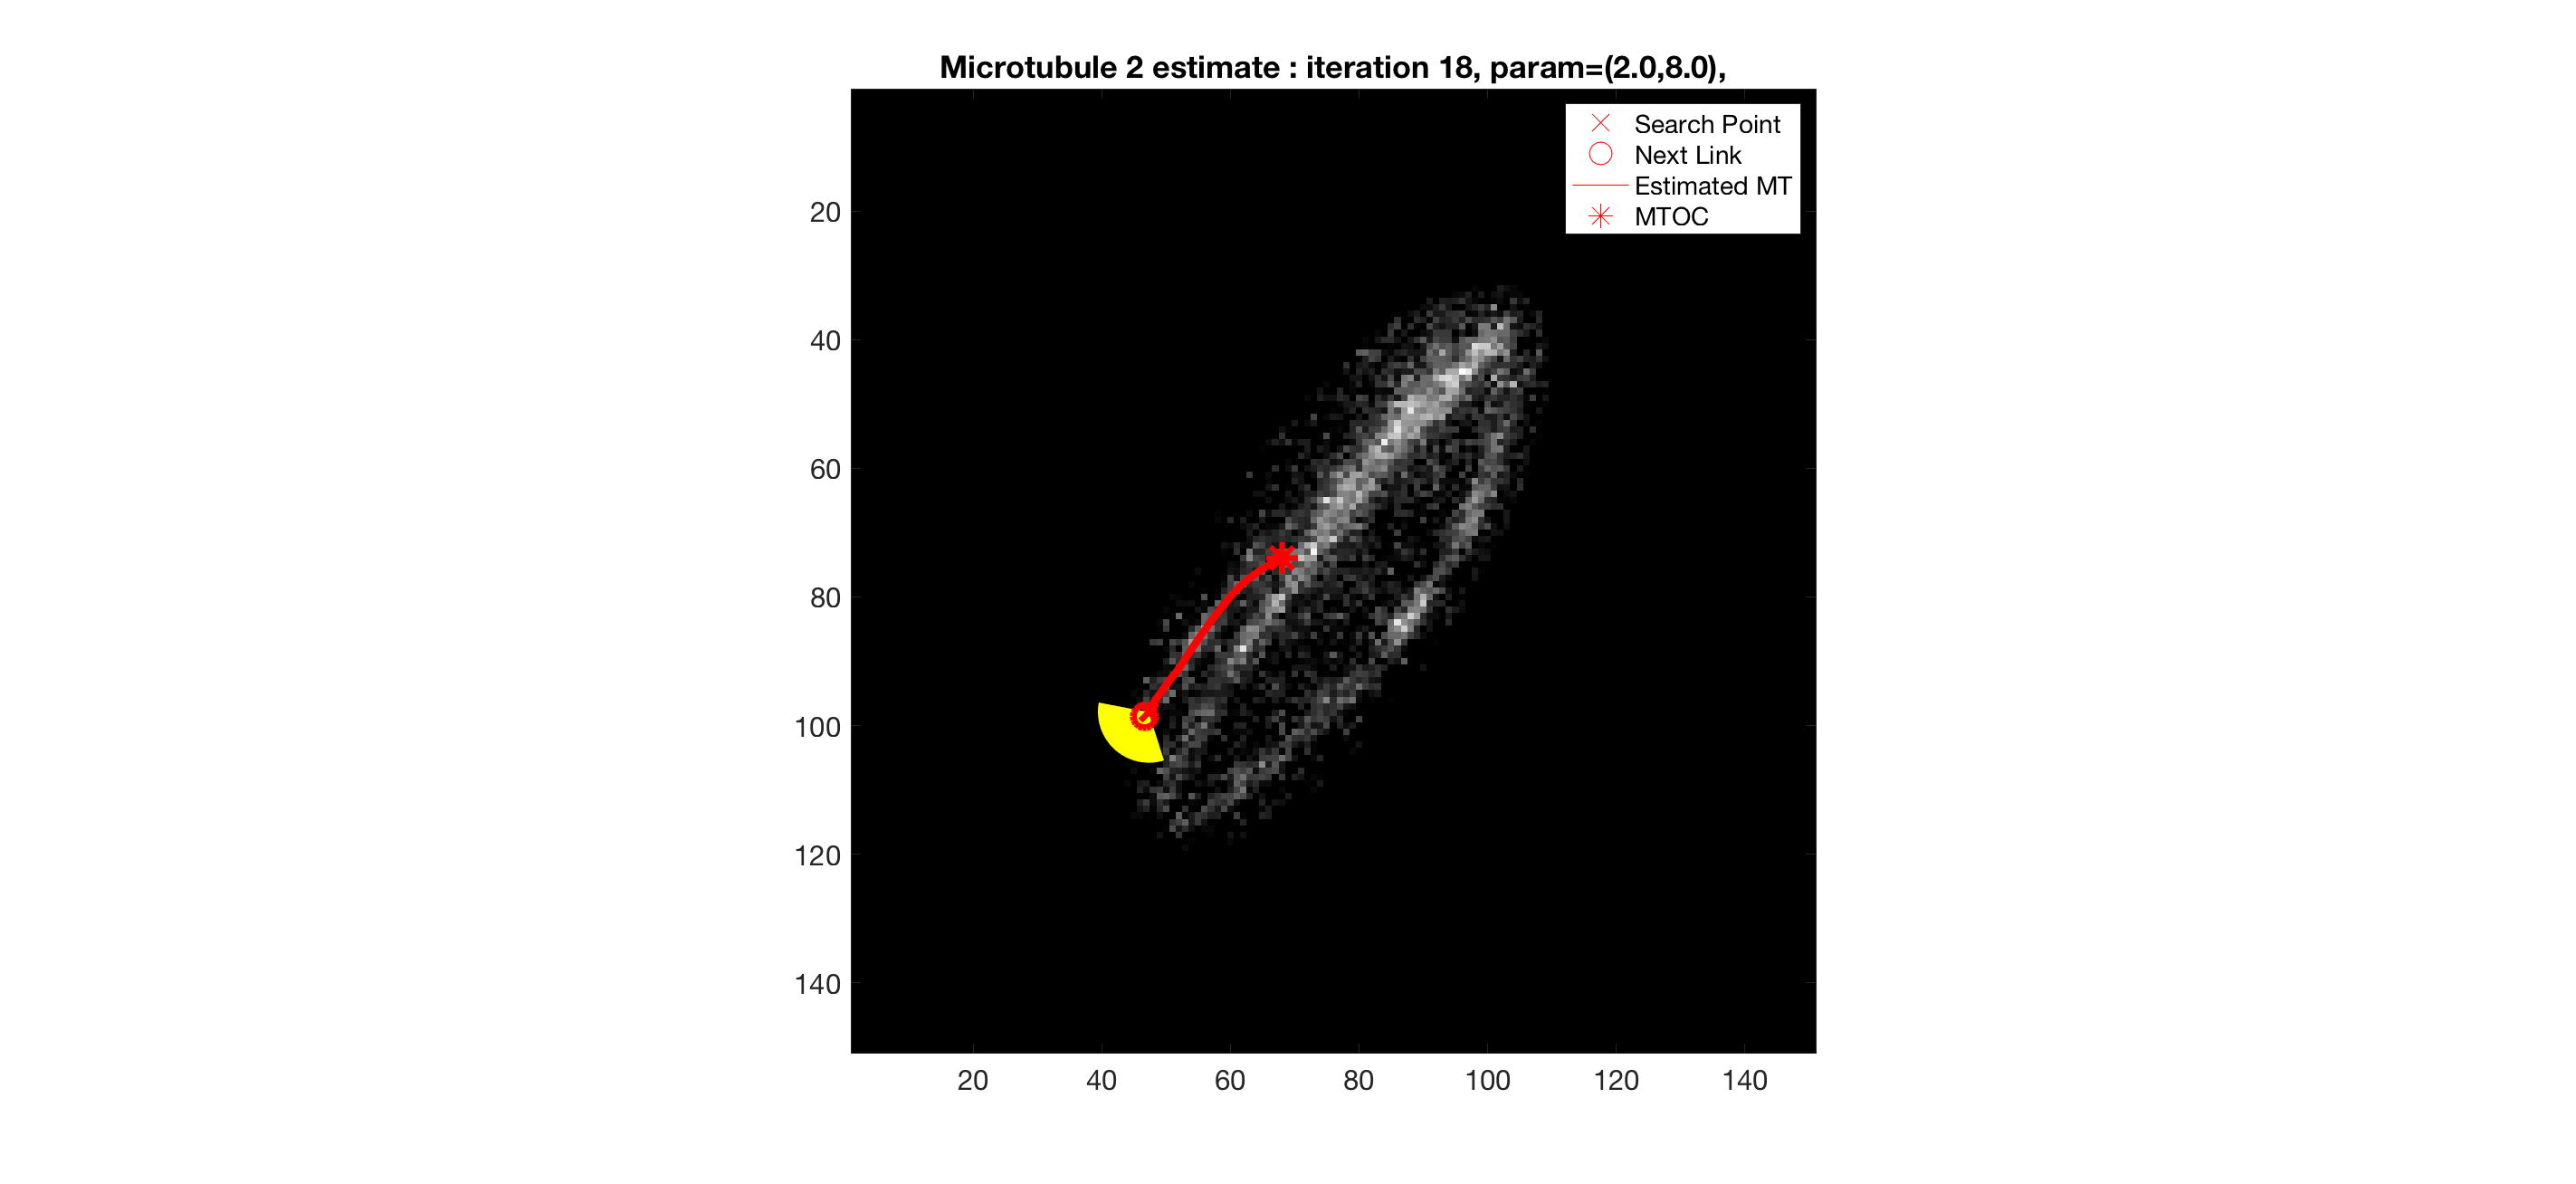 Microtubule 2 estimate : iteration 18, param=(2.0,8.0),
Search Point
Next Link
Estimated MT
MTOC
20
40
60
80
100
120
140
20 40 60 80 100 120 140